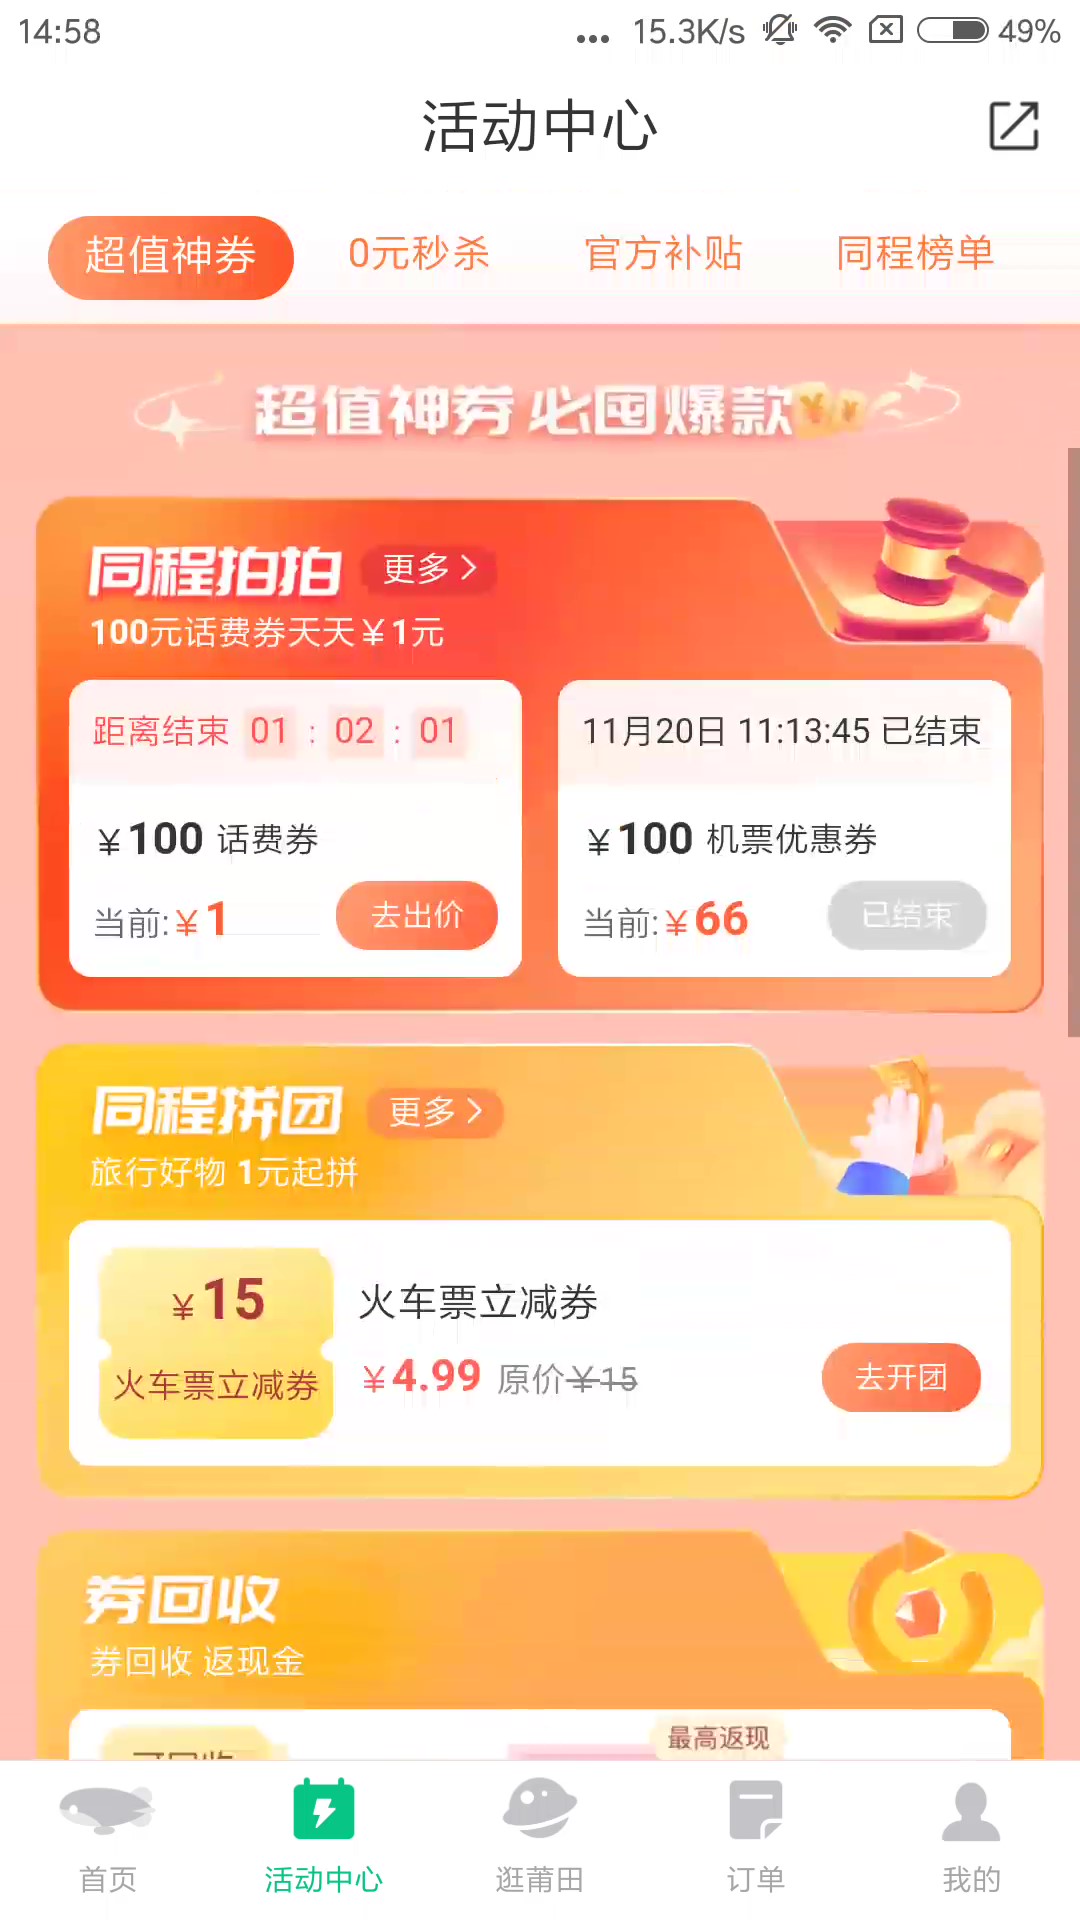 14:58
... 15.3K/s 49%
活动中心
超值神券 0元秒杀 官方补贴 同程榜单
超值神券 必囤爆款
同程拍拍 更多
100元话费券天天¥1元
距离结束 01 : 02 : 01
¥100 话费券
当前:¥1 去出价
11月20日 11:13:45 已结束
¥100 机票优惠券
当前:¥66 已结束
同程拼团 更多
旅行好物 1元起拼
¥15
火车票立减券
火车票立减券
¥4.99 原价¥15
去开团
券回收
券回收 返现金
最高返现
首页 活动中心 逛莆田 订单 我的